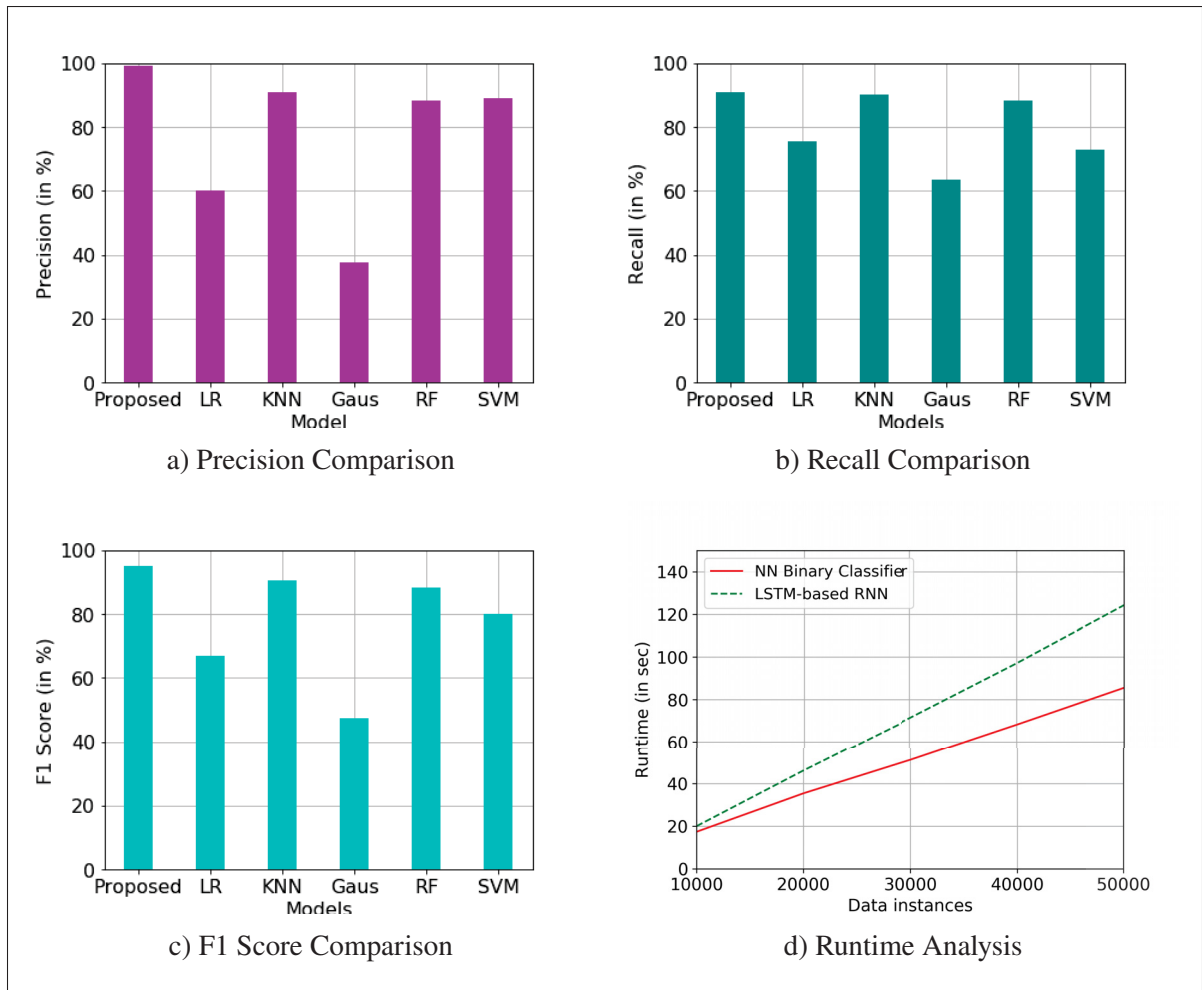 100
80
60
40
20
0
Precision (in %)
Proposed LR KNN Gaus RF SVM
Model
a) Precision Comparison
100
80
60
40
20
0
Recall (in %)
Proposed LR KNN Gaus RF SVM
Models
b) Recall Comparison
100
80
60
40
20
0
F1 Score (in %)
Proposed LR KNN Gaus RF SVM
Models
c) F1 Score Comparison
140
120
100
80
60
40
20
0
Runtime (in sec)
NN Binary Classifier
LSTM-based RNN
10000 20000 30000 40000 50000
Data instances
d) Runtime Analysis